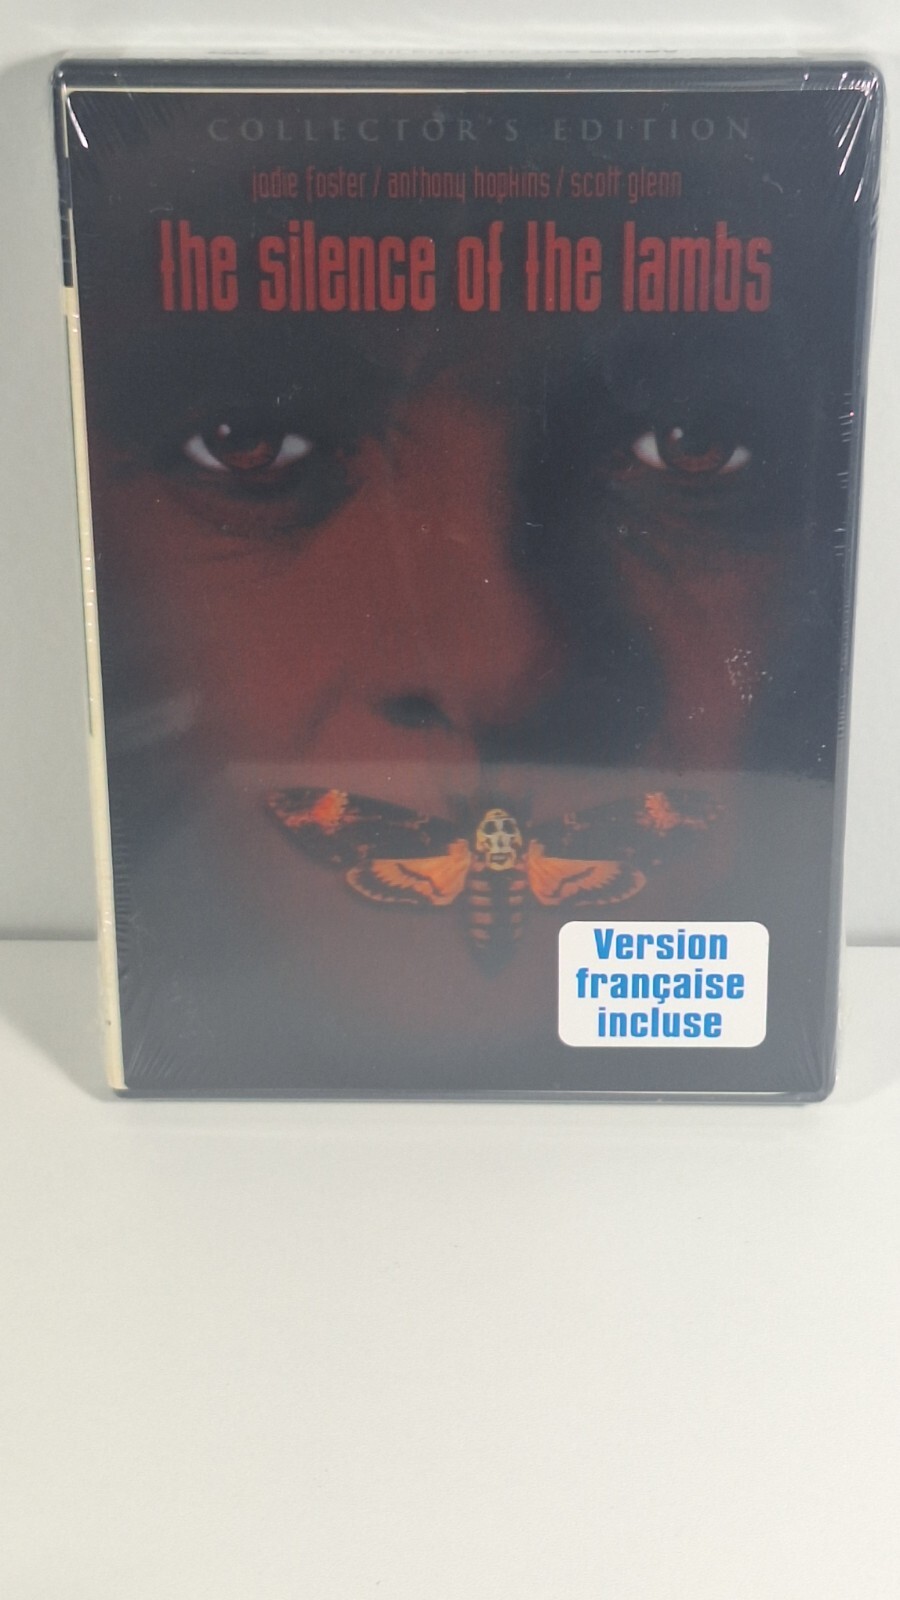 COLLECTOR'S EDITION
jodie foster / anthony hopkins / scott glenn
the silence of the lambs
Version
française
incluse